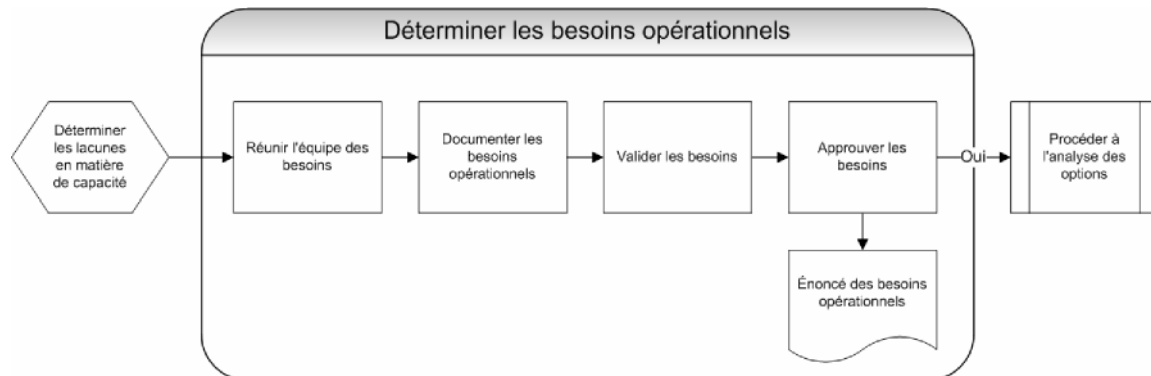 Déterminer les besoins opérationnels
Déterminer
les lacunes
en matière
de capacité
Réunir l'équipe des
besoins
Documenter les
besoins
opérationnels
Valider les besoins
Approuver les
besoins
Oui
Procéder à
l'analyse des
options
Énoncé des besoins
opérationnels